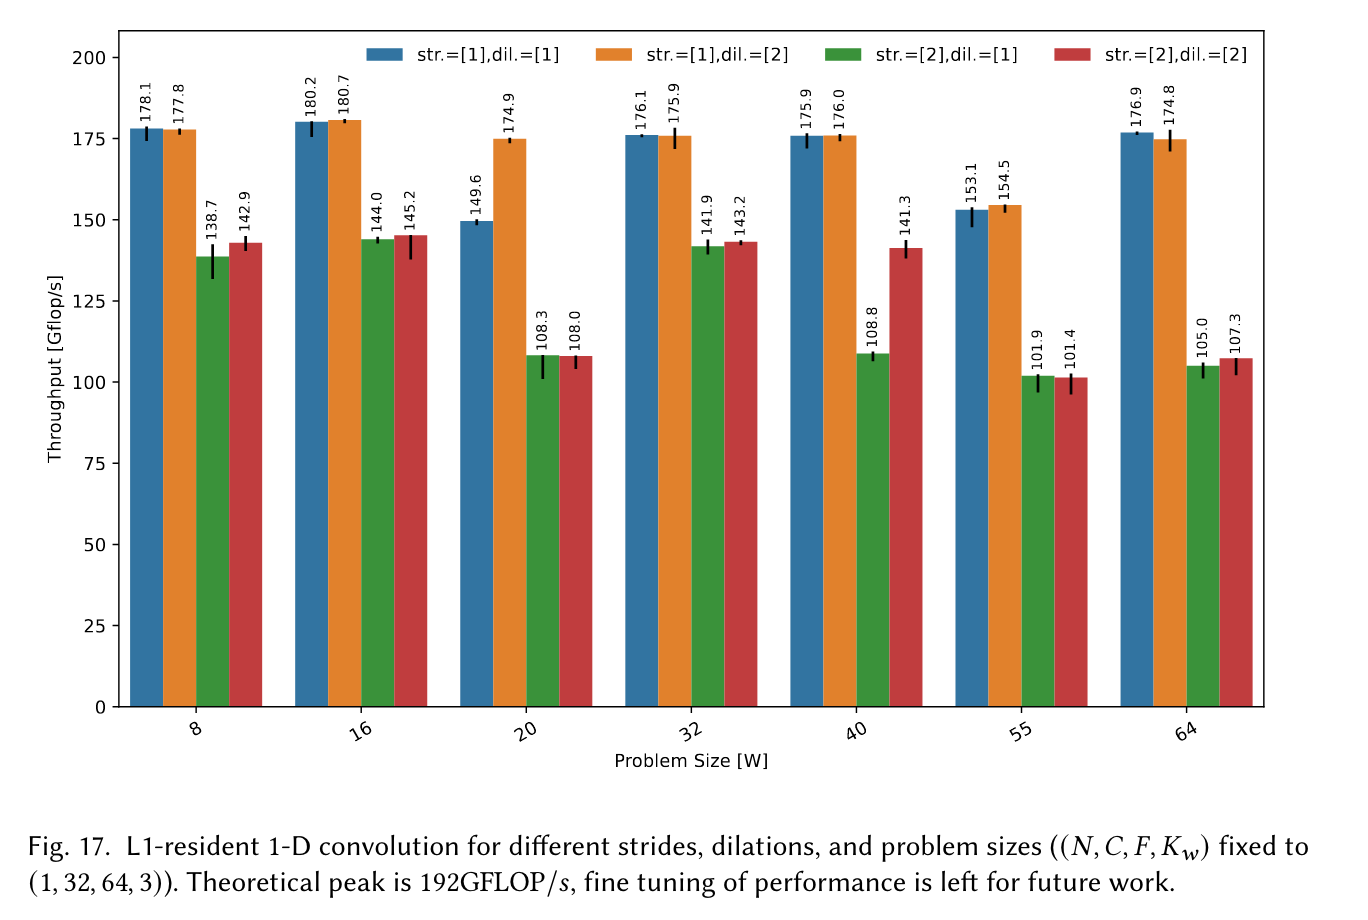 str.=[1],dil.=[1] str.=[1],dil.=[2] str.=[2],dil.=[1] str.=[2],dil.=[2]
Throughput [Gflop/s]
200
175
150
125
100
75
50
25
0
178.1 177.8 138.7 142.9
180.2 180.7 144.0 145.2
149.6 174.9 108.3 108.0
176.1 175.9 141.9 143.2
175.9 176.0 108.8 141.3
153.1 154.5 101.9 101.4
176.9 174.8 105.0 107.3
8 16 20 32 40 55 64
Problem Size [W]
Fig. 17. L1-resident 1-D convolution for different strides, dilations, and problem sizes ((N, C, F, K_w) fixed to
(1, 32, 64, 3)). Theoretical peak is 192GFLOP/s, fine tuning of performance is left for future work.